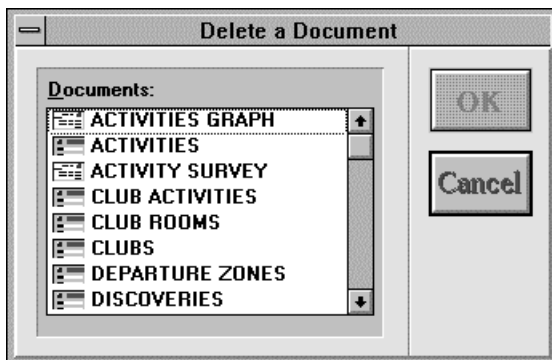 Delete a Document
Documents:
ACTIVITIES GRAPH
ACTIVITIES
ACTIVITY SURVEY
CLUB ACTIVITIES
CLUB ROOMS
CLUBS
DEPARTURE ZONES
DISCOVERIES
OK
Cancel